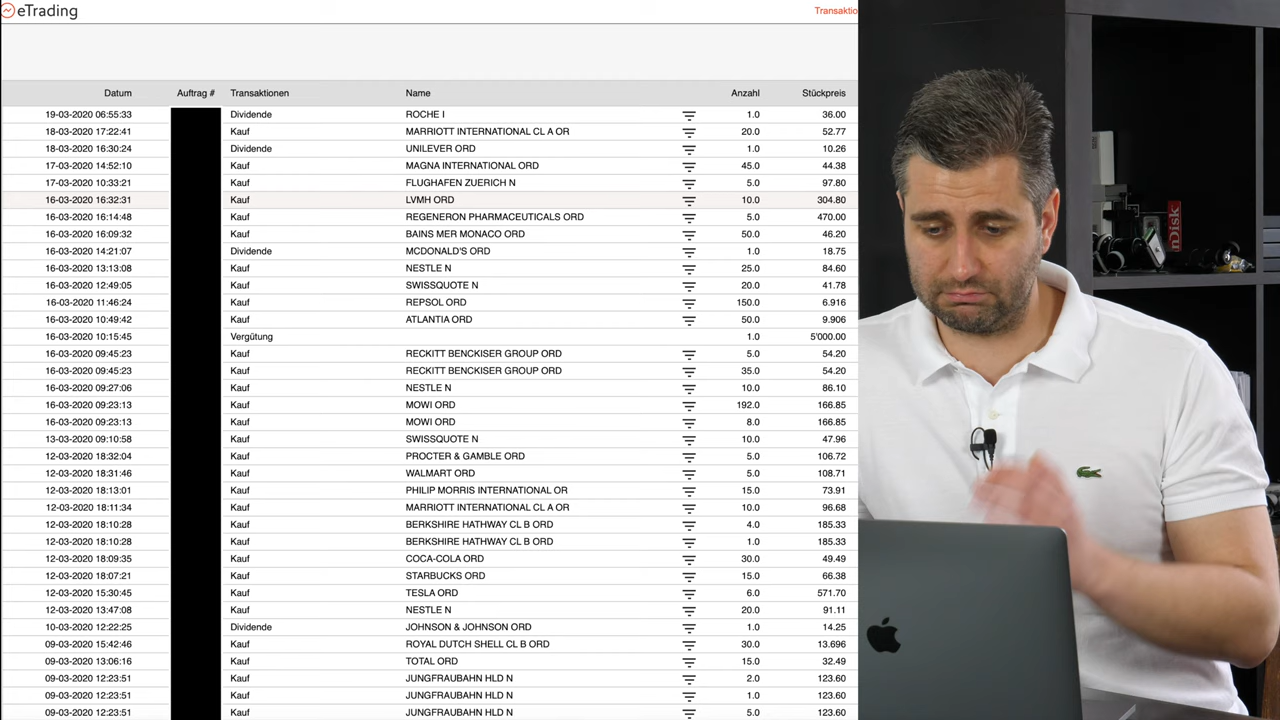 eTrading
Transaktio
Datum Auftrag # Transaktionen Name Anzahl Stückpreis
19-03-2020 06:55:33 Dividende ROCHE I 1.0 36.00
18-03-2020 17:22:41 Kauf MARRIOTT INTERNATIONAL CL A OR 20.0 52.77
18-03-2020 16:30:24 Dividende UNILEVER ORD 1.0 10.26
17-03-2020 14:52:10 Kauf MAGNA INTERNATIONAL ORD 45.0 44.38
17-03-2020 10:33:21 Kauf FLUGHAFEN ZUERICH N 5.0 97.80
16-03-2020 16:32:31 Kauf LVMH ORD 10.0 304.80
16-03-2020 16:14:48 Kauf REGENERON PHARMACEUTICALS ORD 5.0 470.00
16-03-2020 16:09:32 Kauf BAINS MER MONACO ORD 50.0 46.20
16-03-2020 14:21:07 Dividende MCDONALD'S ORD 1.0 18.75
16-03-2020 13:13:08 Kauf NESTLE N 25.0 84.60
16-03-2020 12:49:05 Kauf SWISSQUOTE N 20.0 41.78
16-03-2020 11:46:24 Kauf REPSOL ORD 150.0 6.916
16-03-2020 10:49:42 Kauf ATLANTIA ORD 50.0 9.906
16-03-2020 10:15:45 Vergütung 1.0 5'000.00
16-03-2020 09:45:23 Kauf RECKITT BENCKISER GROUP ORD 5.0 54.20
16-03-2020 09:45:23 Kauf RECKITT BENCKISER GROUP ORD 35.0 54.20
16-03-2020 09:27:06 Kauf NESTLE N 10.0 86.10
16-03-2020 09:23:13 Kauf MOWI ORD 192.0 166.85
16-03-2020 09:23:13 Kauf MOWI ORD 8.0 166.85
13-03-2020 09:10:58 Kauf SWISSQUOTE N 10.0 47.96
12-03-2020 18:32:04 Kauf PROCTER & GAMBLE ORD 5.0 106.72
12-03-2020 18:31:46 Kauf WALMART ORD 5.0 108.71
12-03-2020 18:13:01 Kauf PHILIP MORRIS INTERNATIONAL OR 15.0 73.91
12-03-2020 18:11:34 Kauf MARRIOTT INTERNATIONAL CL A OR 10.0 96.68
12-03-2020 18:10:28 Kauf BERKSHIRE HATHWAY CL B ORD 4.0 185.33
12-03-2020 18:10:28 Kauf BERKSHIRE HATHWAY CL B ORD 1.0 185.33
12-03-2020 18:09:35 Kauf COCA-COLA ORD 30.0 49.49
12-03-2020 18:07:21 Kauf STARBUCKS ORD 15.0 66.38
12-03-2020 15:30:45 Kauf TESLA ORD 6.0 571.70
12-03-2020 13:47:08 Kauf NESTLE N 20.0 91.11
10-03-2020 12:22:25 Dividende JOHNSON & JOHNSON ORD 1.0 14.25
09-03-2020 15:42:46 Kauf ROYAL DUTCH SHELL CL B ORD 30.0 13.696
09-03-2020 13:06:16 Kauf TOTAL ORD 15.0 32.49
09-03-2020 12:23:51 Kauf JUNGFRAUBAHN HLD N 2.0 123.60
09-03-2020 12:23:51 Kauf JUNGFRAUBAHN HLD N 1.0 123.60
09-03-2020 12:23:51 Kauf JUNGFRAUBAHN HLD N 5.0 123.60